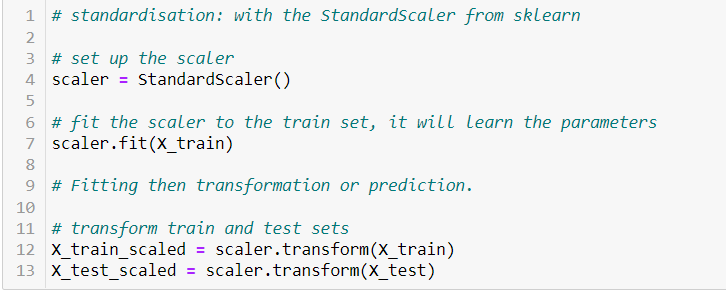 1 # standardisation: with the StandardScaler from sklearn
2
3 # set up the scaler
4 scaler = StandardScaler()
5
6 # fit the scaler to the train set, it will learn the parameters
7 scaler.fit(X_train)
8
9 # Fitting then transformation or prediction.
10
11 # transform train and test sets
12 X_train_scaled = scaler.transform(X_train)
13 X_test_scaled = scaler.transform(X_test)